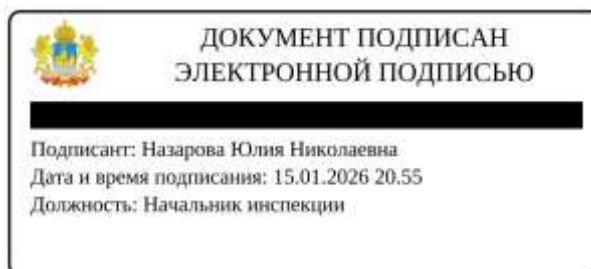 ДОКУМЕНТ ПОДПИСАН
ЭЛЕКТРОННОЙ ПОДПИСЬЮ
Подписант: Назарова Юлия Николаевна
Дата и время подписания: 15.01.2026 20.55
Должность: Начальник инспекции